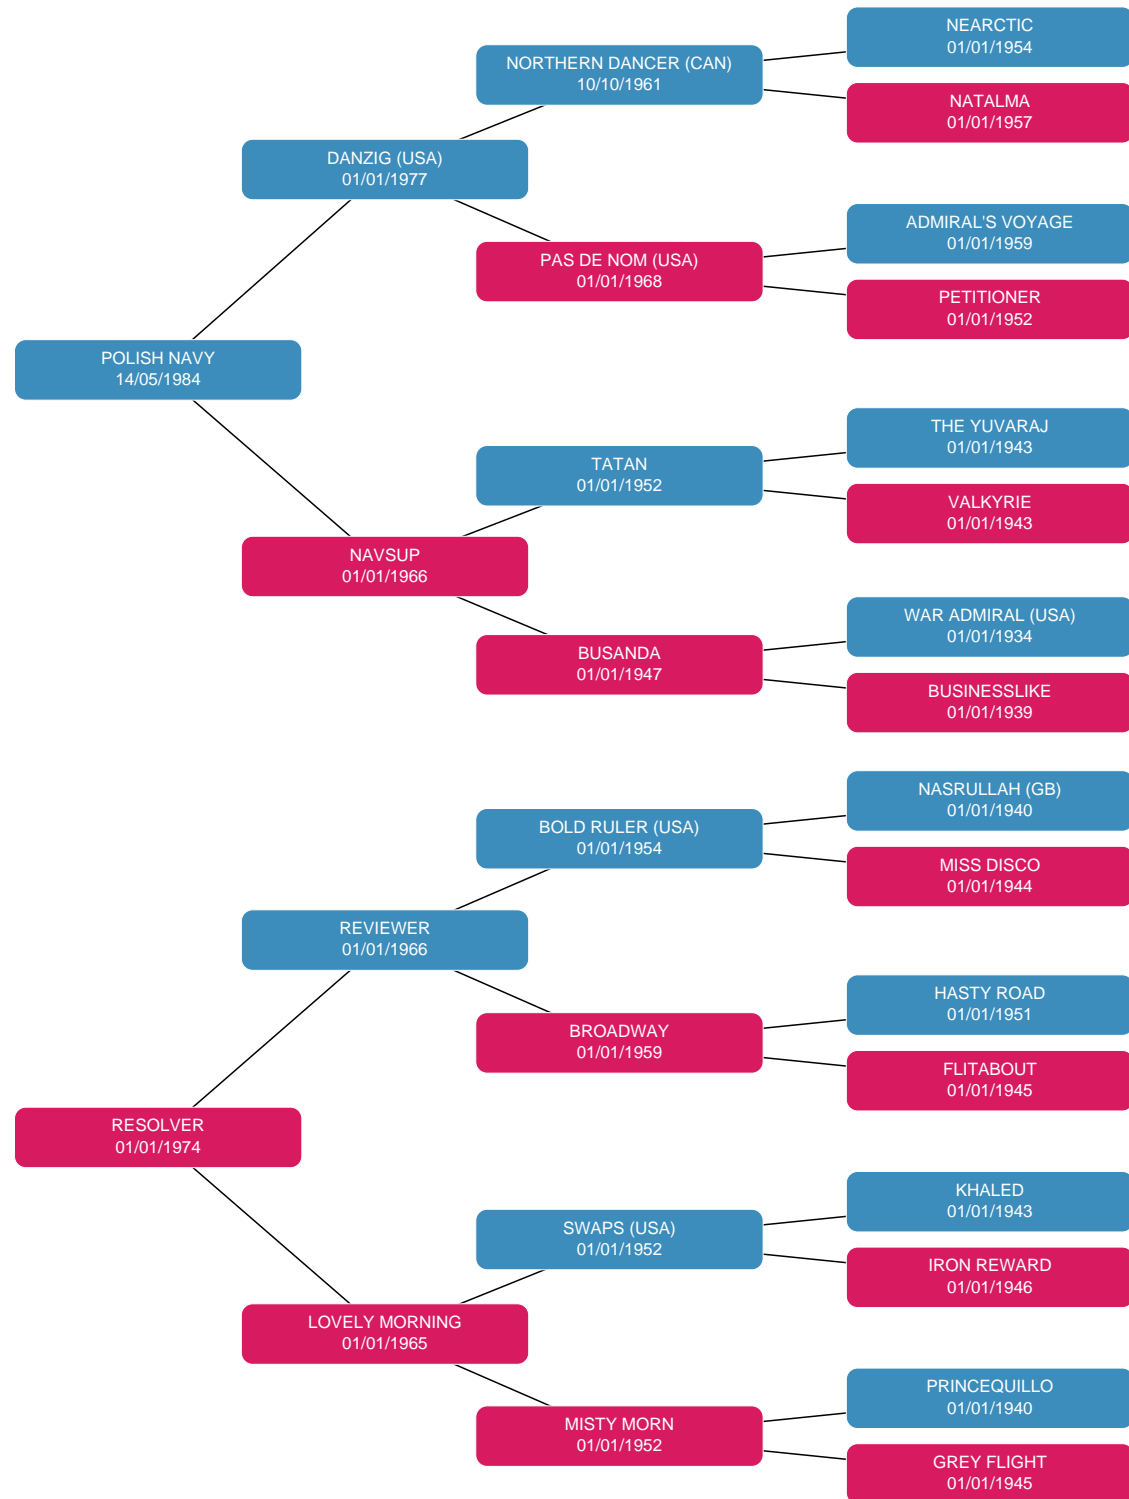 NEARCTIC
01/01/1954
NORTHERN DANCER (CAN)
10/10/1961
NATALMA
01/01/1957
DANZIG (USA)
01/01/1977
ADMIRAL'S VOYAGE
01/01/1959
PAS DE NOM (USA)
01/01/1968
PETITIONER
01/01/1952
POLISH NAVY
14/05/1984
THE YUVARAJ
01/01/1943
TATAN
01/01/1952
VALKYRIE
01/01/1943
NAVSUP
01/01/1966
WAR ADMIRAL (USA)
01/01/1934
BUSANDA
01/01/1947
BUSINESSLIKE
01/01/1939
NASRULLAH (GB)
01/01/1940
BOLD RULER (USA)
01/01/1954
MISS DISCO
01/01/1944
REVIEWER
01/01/1966
HASTY ROAD
01/01/1951
BROADWAY
01/01/1959
FLITABOUT
01/01/1945
RESOLVER
01/01/1974
KHALED
01/01/1943
SWAPS (USA)
01/01/1952
IRON REWARD
01/01/1946
LOVELY MORNING
01/01/1965
PRINCEQUILLO
01/01/1940
MISTY MORN
01/01/1952
GREY FLIGHT
01/01/1945